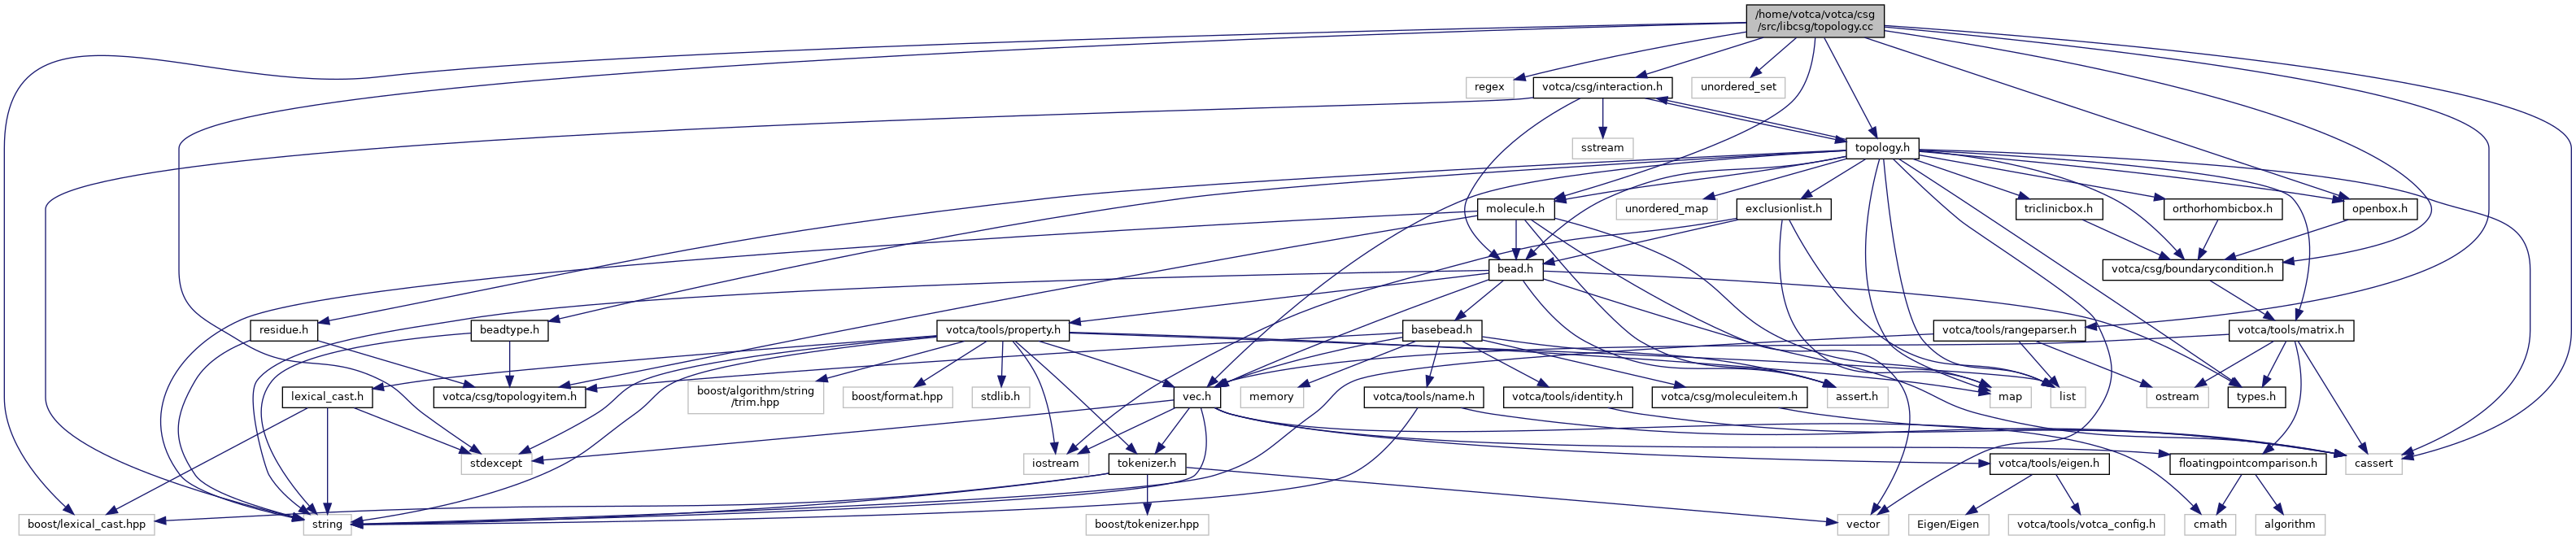 /home/votca/votca/csg
/src/libcsg/topology.cc
regex
votca/csg/interaction.h
unordered_set
sstream
topology.h
molecule.h
unordered_map
exclusionlist.h
triclinicbox.h
orthorhombicbox.h
openbox.h
bead.h
votca/csg/boundarycondition.h
residue.h
beadtype.h
votca/tools/property.h
basebead.h
votca/tools/rangeparser.h
votca/tools/matrix.h
lexical_cast.h
votca/csg/topologyitem.h
boost/algorithm/string
/trim.hpp
boost/format.hpp
stdlib.h
vec.h
memory
votca/tools/name.h
votca/tools/identity.h
votca/csg/moleculeitem.h
assert.h
map
list
ostream
types.h
stdexcept
iostream
tokenizer.h
votca/tools/eigen.h
floatingpointcomparison.h
cassert
boost/lexical_cast.hpp
string
boost/tokenizer.hpp
vector
Eigen/Eigen
votca/tools/votca_config.h
cmath
algorithm